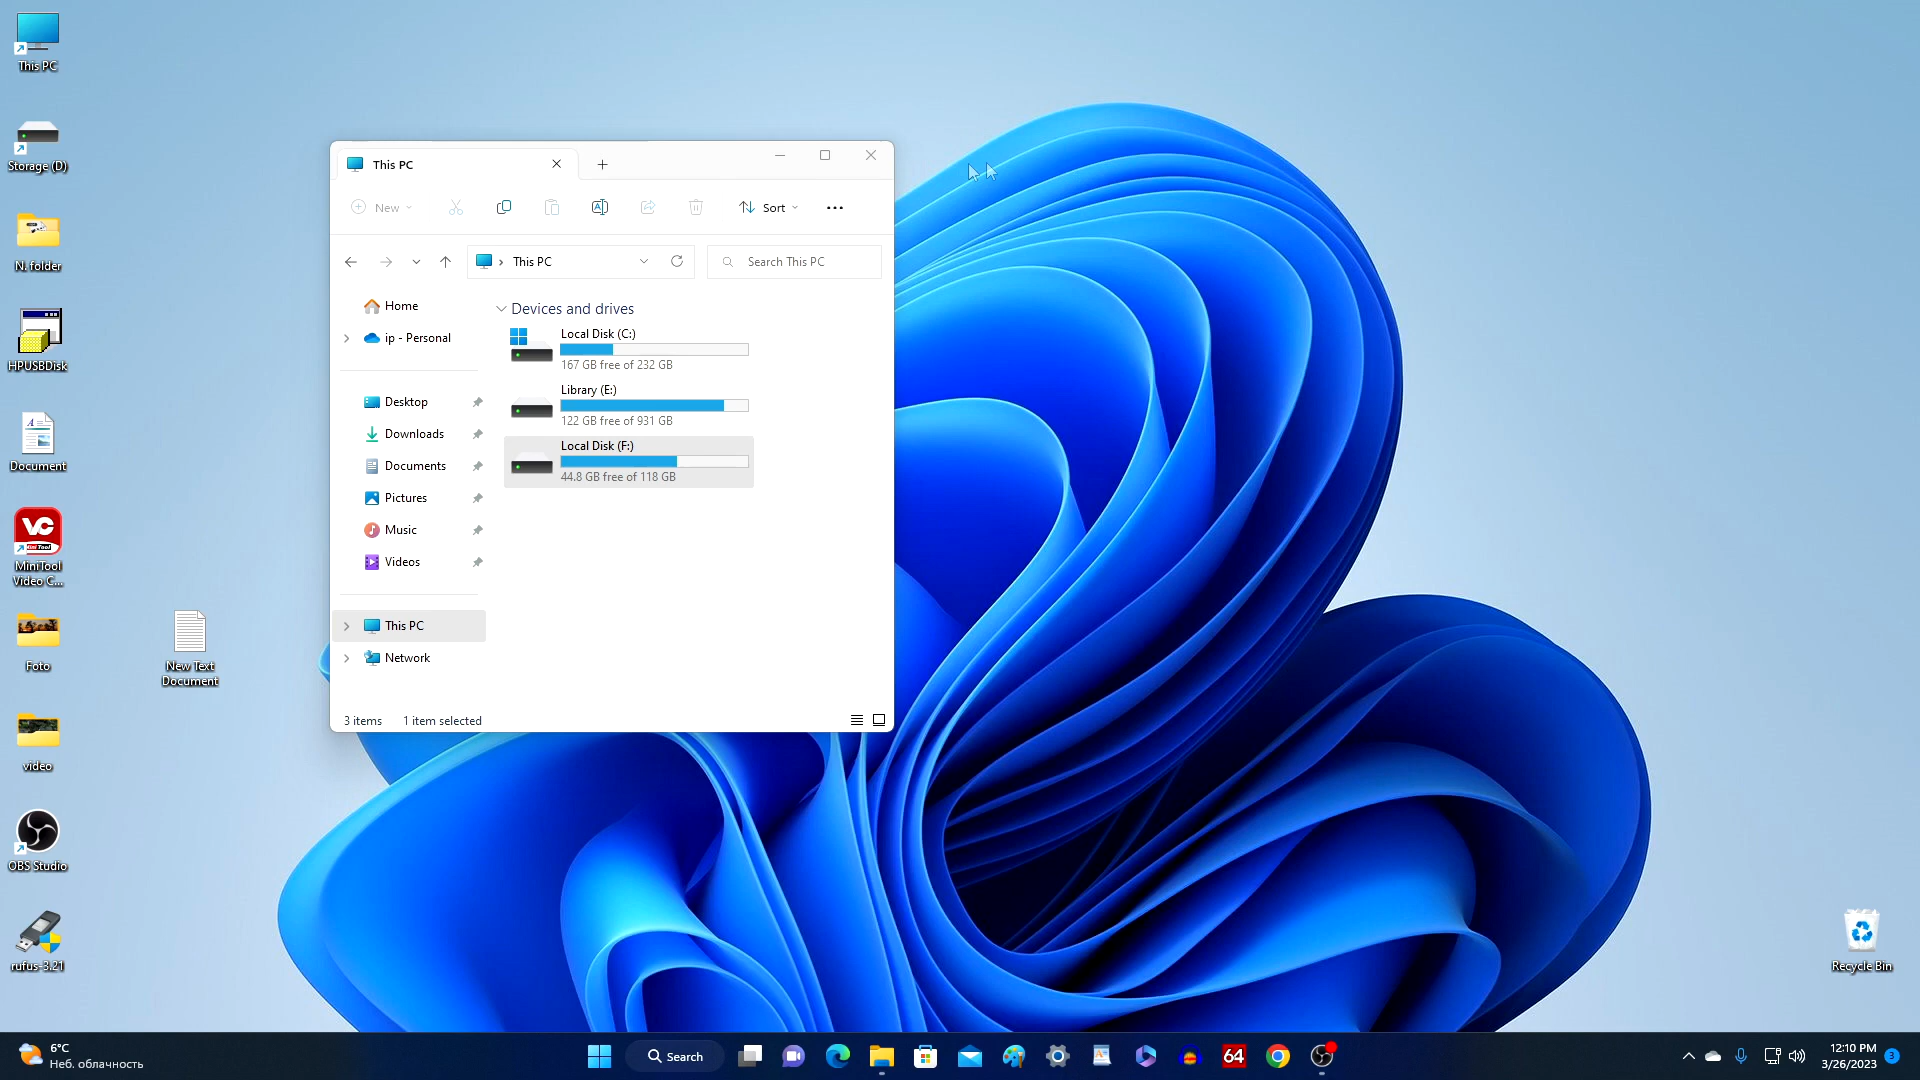 This PC
Storage (D)
N. folder
HPUSBDisk
Document
MiniTool
Video C...
Foto
video
OBS Studio
rufus-3.21
New Text
Document
Recycle Bin
This PC
New
Sort
This PC
Search This PC
Home
ip - Personal
Desktop
Downloads
Documents
Pictures
Music
Videos
This PC
Network
Devices and drives
Local Disk (C:)
167 GB free of 232 GB
Library (E:)
122 GB free of 931 GB
Local Disk (F:)
44.8 GB free of 118 GB
3 items 1 item selected
6°C
Неб. облачность
Search
64
12:10 PM
3/26/2023
3